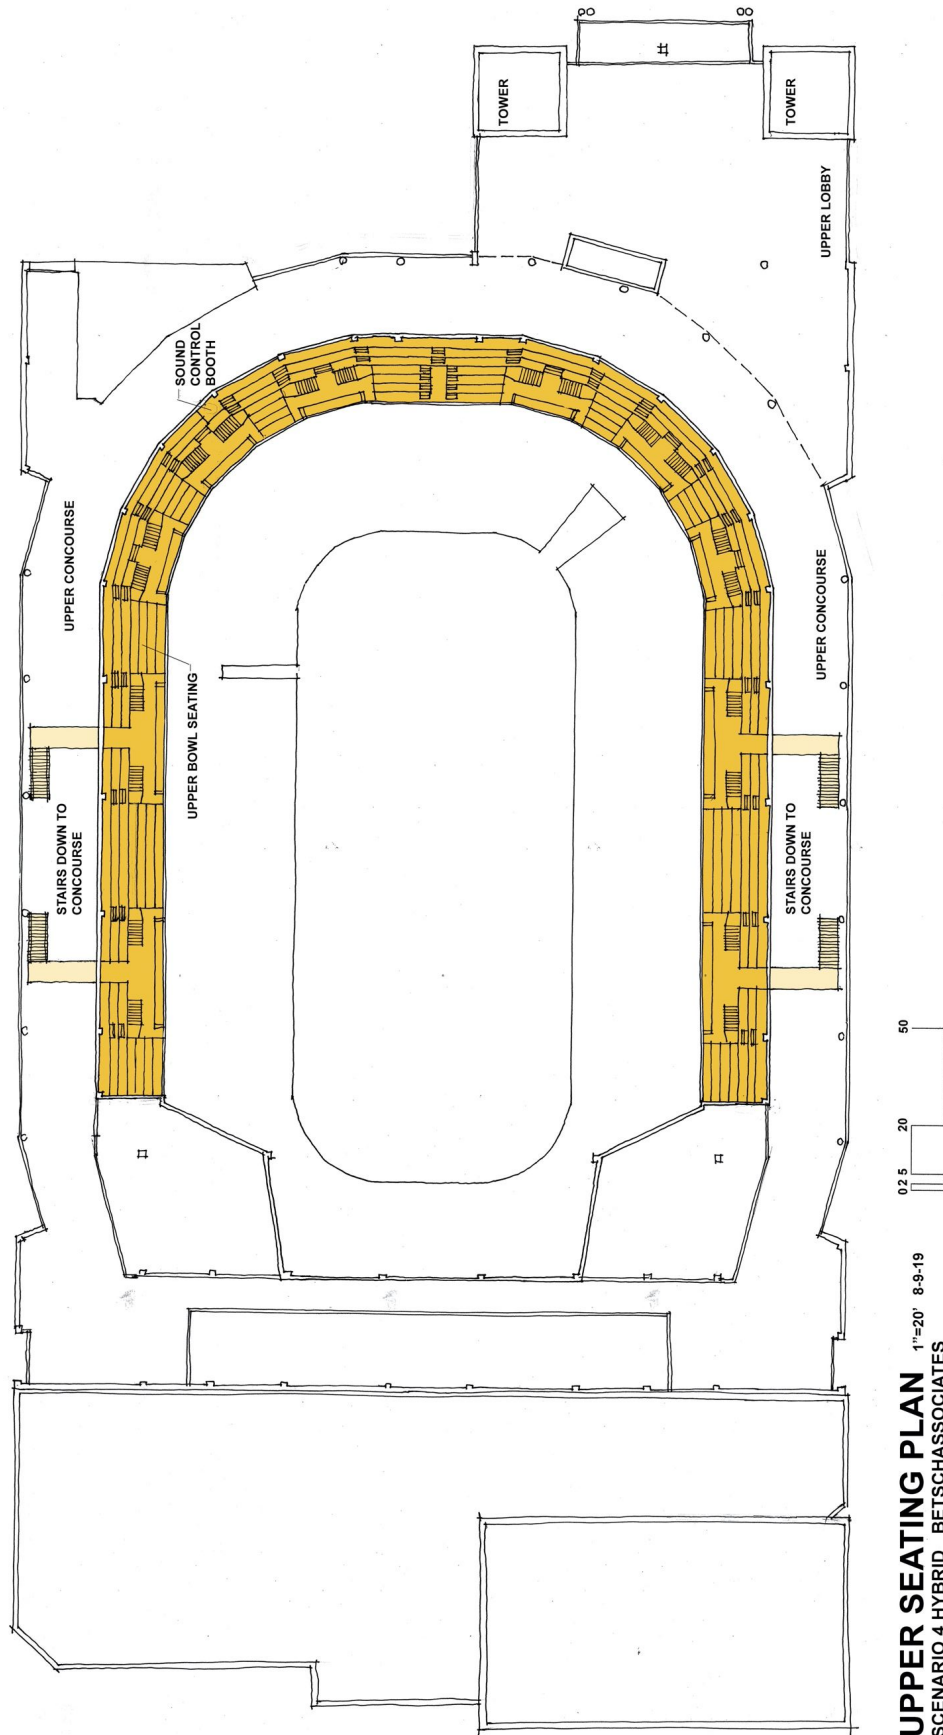 TOWER
TOWER
UPPER LOBBY
SOUND
CONTROL
BOOTH
UPPER CONCOURSE
UPPER CONCOURSE
UPPER BOWL SEATING
STAIRS DOWN TO
CONCOURSE
STAIRS DOWN TO
CONCOURSE
0 2 5 20 50
UPPER SEATING PLAN 1"=20' 8-9-19
SCENARIO 4 HYBRID BETSCHASSOCIATES